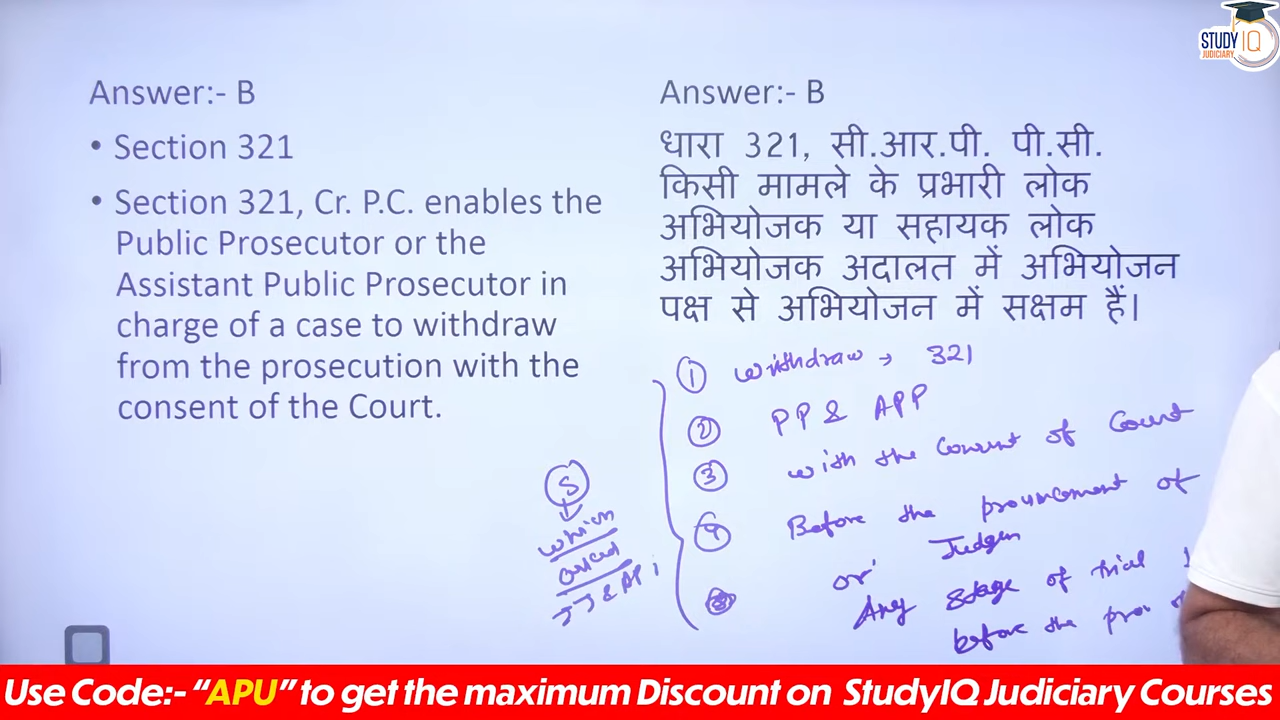 STUDY IQ
JUDICIARY
Answer:- B
• Section 321
• Section 321, Cr. P.C. enables the
Public Prosecutor or the
Assistant Public Prosecutor in
charge of a case to withdraw
from the prosecution with the
consent of the Court.
Answer:- B
धारा 321, सी.आर.पी. पी.सी.
किसी मामले के प्रभारी लोक
अभियोजक या सहायक लोक
अभियोजक अदालत में अभियोजन
पक्ष से अभियोजन में सक्षम हैं।
① withdraw → 321
② PP & APP
③ with the Consent of Court
④ Before the of
or
Any stage of trial
before the
S
which
Use Code:- “APU” to get the maximum Discount on StudyIQ Judiciary Courses